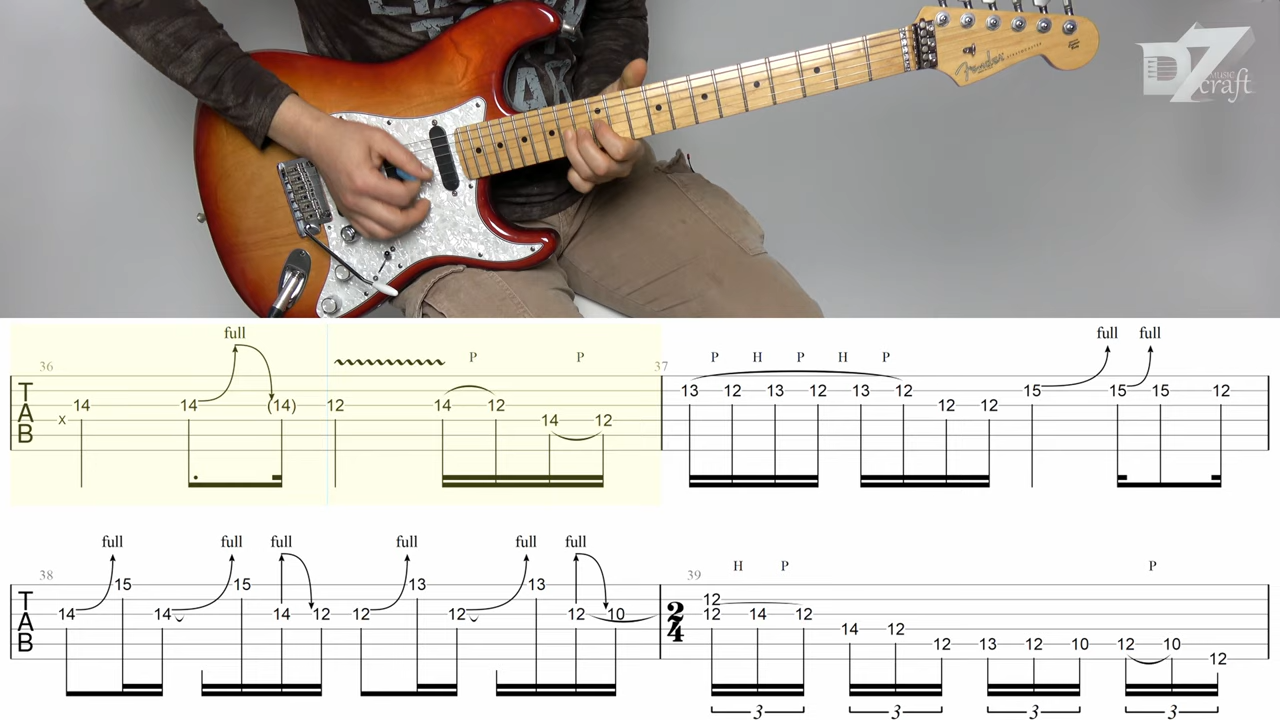 D7
MUSIC
craft
Fender
STRATOCASTER
AK
full full full
36 P P 37 P H P H P
T
A
B
x 14 14 (14) 12 14 12 14 12 13 12 13 12 13 12 12 12 15 15 15 12
full full full full full full
38 39 H P P
T
A
B
14 15 14 15 14 12 12 13 12 13 12 10
2
4
12
12 14 12 14 12 12 13 12 10 12 10 12
3 3 3 3